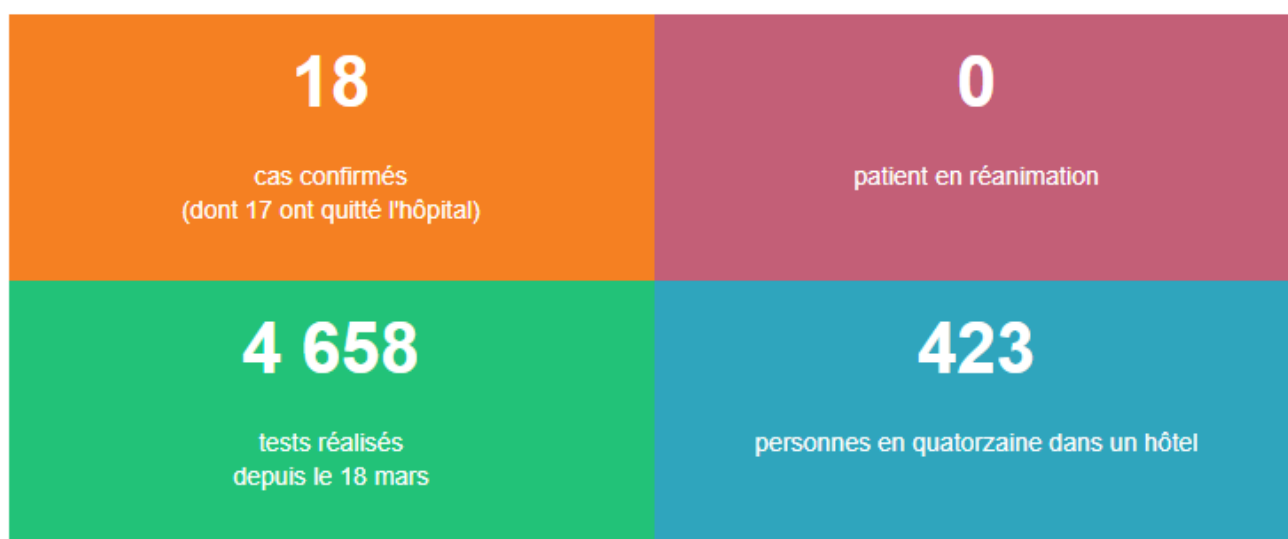 18
cas confirmés
(dont 17 ont quitté l'hôpital)
0
patient en réanimation
4 658
tests réalisés
depuis le 18 mars
423
personnes en quatorzaine dans un hôtel